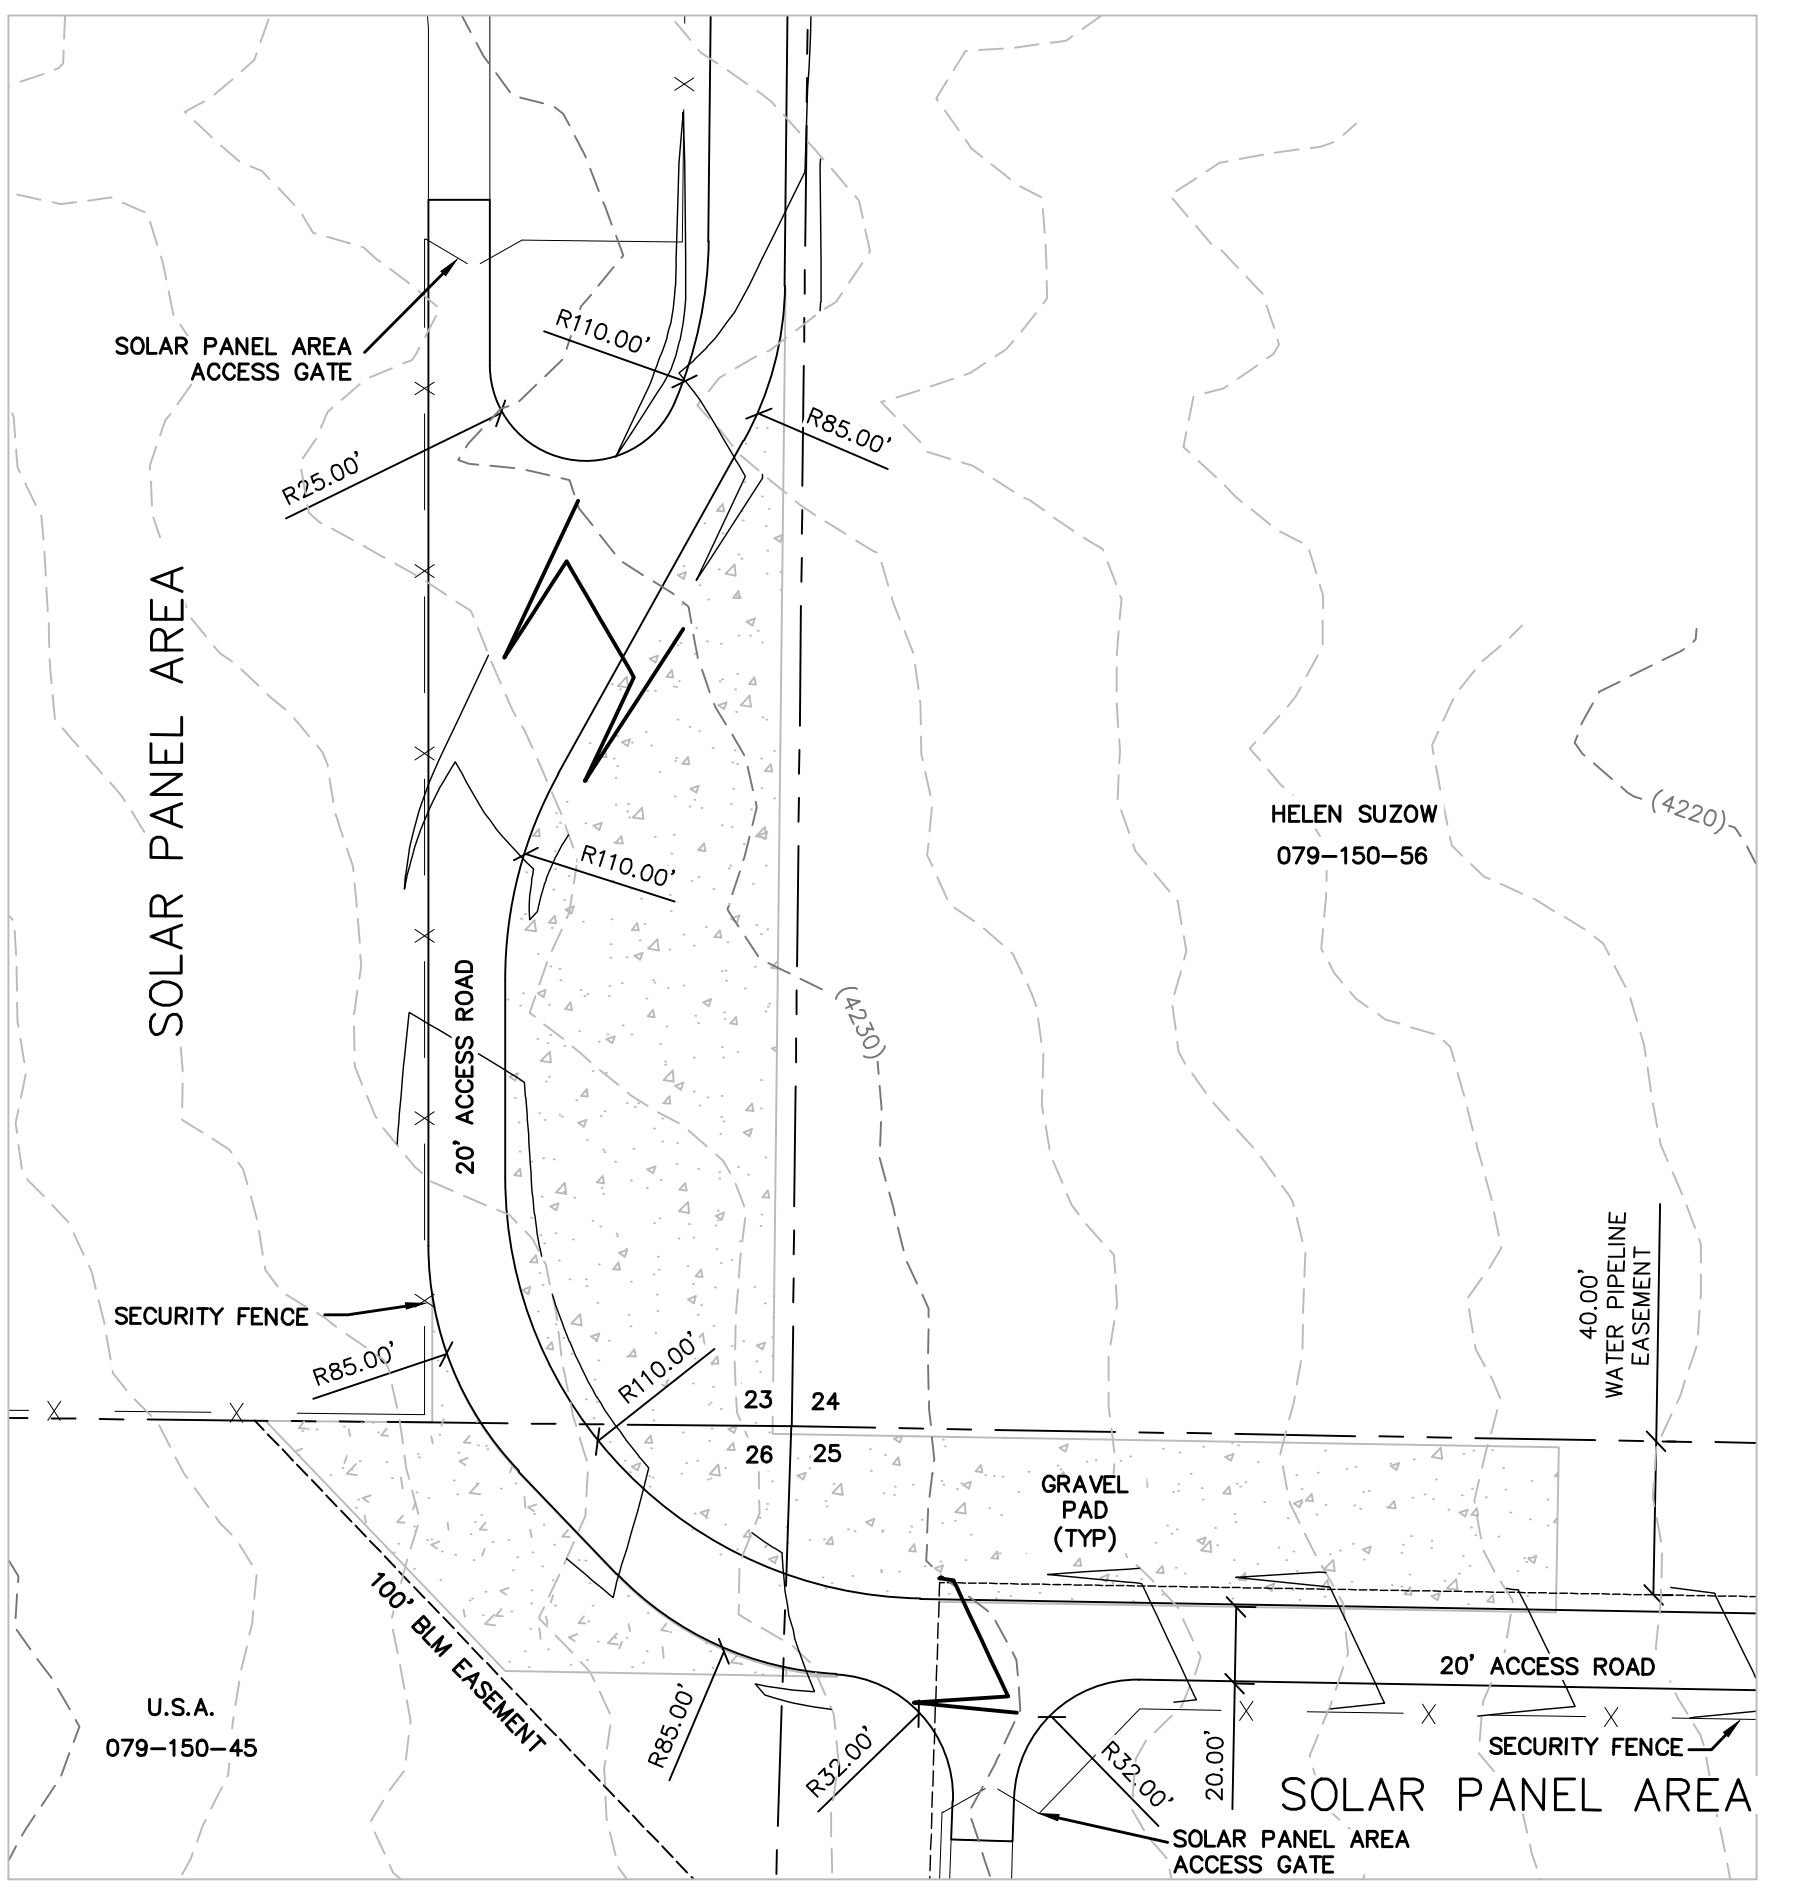 R110.00'
SOLAR PANEL AREA
ACCESS GATE
R85.00'
R25.00'
SOLAR PANEL AREA
HELEN SUZOW
079-150-56
(4220)
R110.00'
20' ACCESS ROAD
(4230)
40.00'
WATER PIPELINE
EASEMENT
SECURITY FENCE
R85.00'
R110.00'
23 24
26 25
GRAVEL
PAD
(TYP)
100' BLM EASEMENT
20' ACCESS ROAD
U.S.A.
079-150-45
R85.00'
R32.00'
R32.00'
20.00'
SECURITY FENCE
SOLAR PANEL AREA
SOLAR PANEL AREA
ACCESS GATE